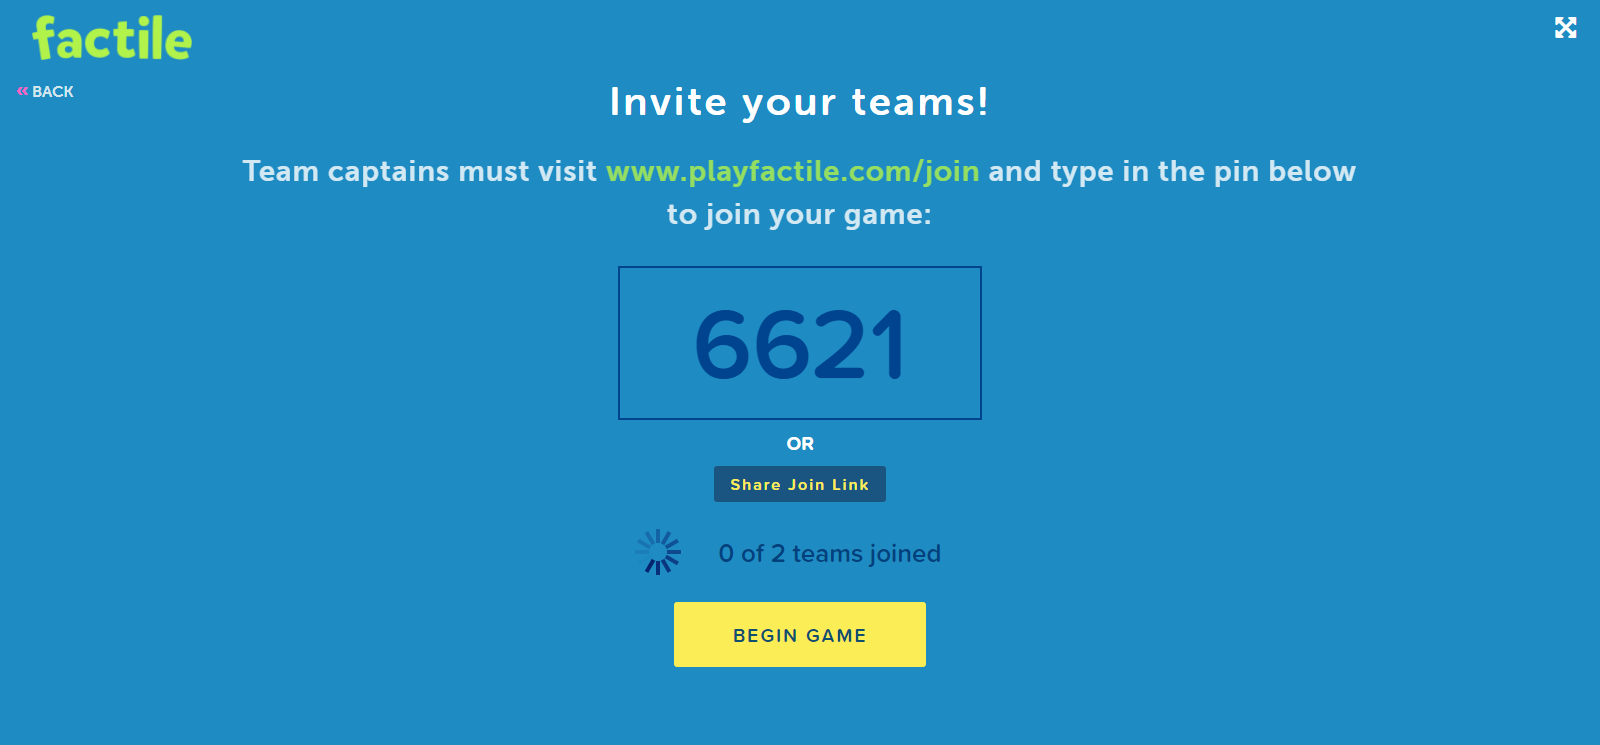 factile
« BACK
Invite your teams!
Team captains must visit www.playfactile.com/join and type in the pin below
to join your game:
6621
OR
Share Join Link
0 of 2 teams joined
BEGIN GAME